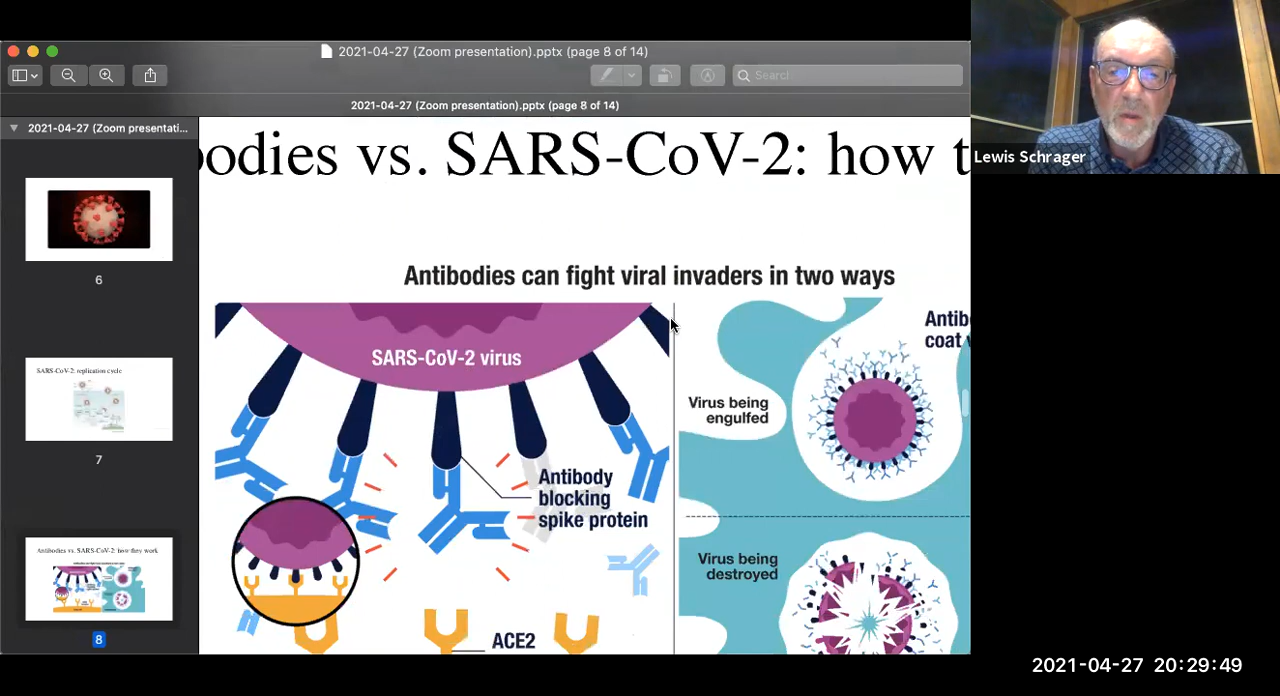 2021-04-27 (Zoom presentation).pptx (page 8 of 14)
Search
2021-04-27 (Zoom presentation).pptx (page 8 of 14)
2021-04-27 (Zoom presentati...
6
SARS-CoV-2: replication cycle
7
Antibodies vs. SARS-CoV-2: how they work
8
bodies vs. SARS-CoV-2: how t
Antibodies can fight viral invaders in two ways
SARS-CoV-2 virus
Antibody
blocking
spike protein
ACE2
Antib
coat
Virus being
engulfed
Virus being
destroyed
Lewis Schrager
2021-04-27 20:29:49